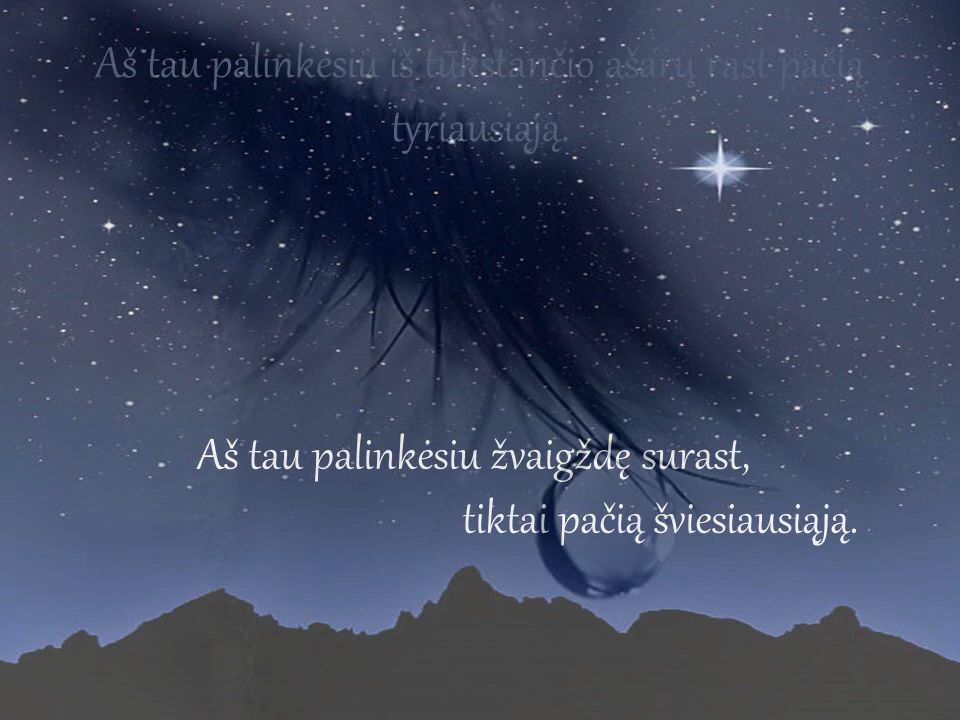 Aš tau palinkėsiu iš tūkstančio ašarų rast pačią
tyriausiąją.
Aš tau palinkėsiu žvaigždę surast,
tiktai pačią šviesiausiąją.